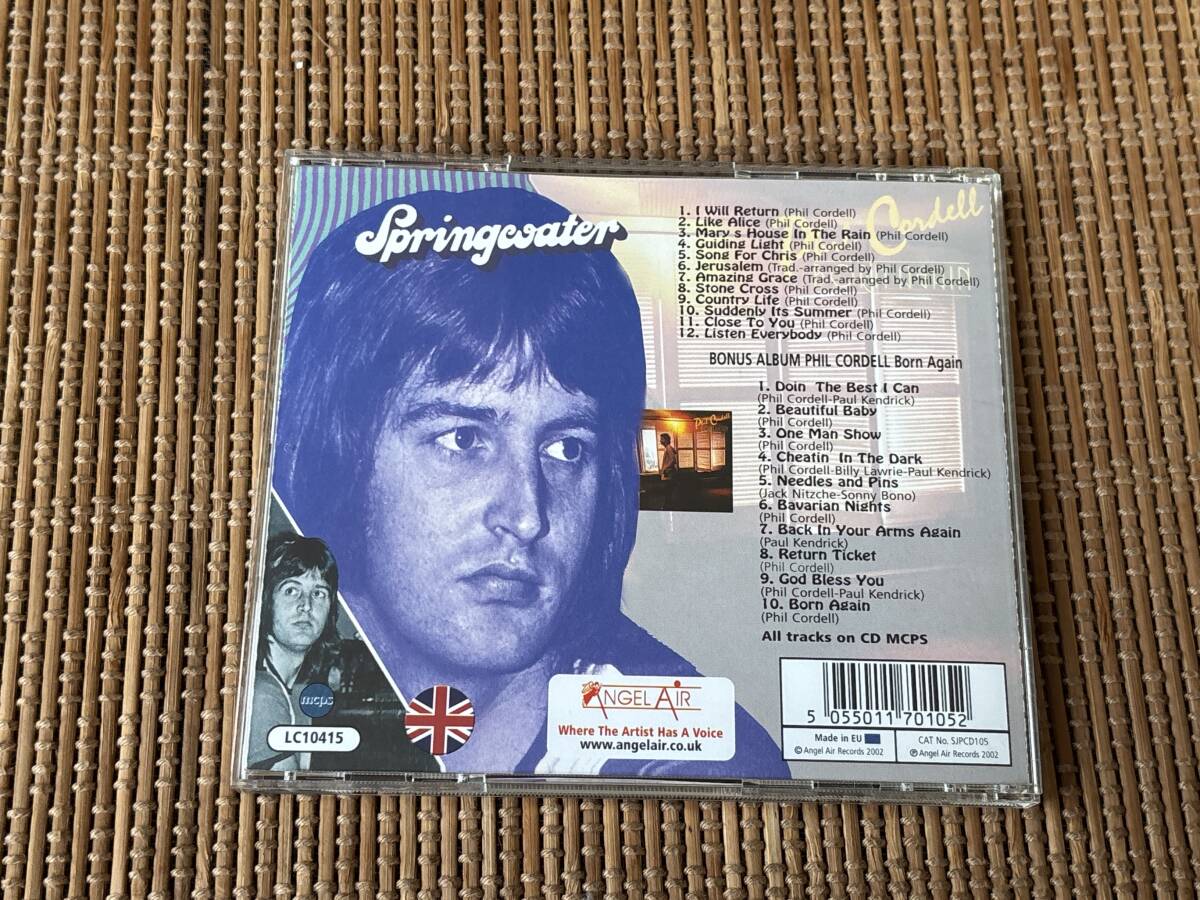 Springwater
Cordell
1. I Will Return (Phil Cordell)
2. Like Alice (Phil Cordell)
3. Mary s House In The Rain (Phil Cordell)
4. Guiding Light (Phil Cordell)
5. Song For Chris (Phil Cordell)
6. Jerusalem (Trad.-arranged by Phil Cordell)
7. Amazing Grace (Trad.-arranged by Phil Cordell)
8. Stone Cross (Phil Cordell)
9. Country Life (Phil Cordell)
10. Suddenly Its Summer (Phil Cordell)
11. Close To You (Phil Cordell)
12. Listen Everybody (Phil Cordell)
BONUS ALBUM PHIL CORDELL Born Again
1. Doin The Best I Can
(Phil Cordell-Paul Kendrick)
2. Beautiful Baby
(Phil Cordell)
3. One Man Show
(Phil Cordell)
4. Cheatin In The Dark
(Phil Cordell-Billy Lawrie-Paul Kendrick)
5. Needles and Pins
(Jack Nitzche-Sonny Bono)
6. Bavarian Nights
(Phil Cordell)
7. Back In Your Arms Again
(Paul Kendrick)
8. Return Ticket
(Phil Cordell)
9. God Bless You
(Phil Cordell-Paul Kendrick)
10. Born Again
(Phil Cordell)
All tracks on CD MCPS
Phil Cordell
mcps
LC10415
ANGEL AIR
Where The Artist Has A Voice
www.angelair.co.uk
5 055011 701052
Made in EU
© Angel Air Records 2002
CAT No. SJPCD105
℗ Angel Air Records 2002